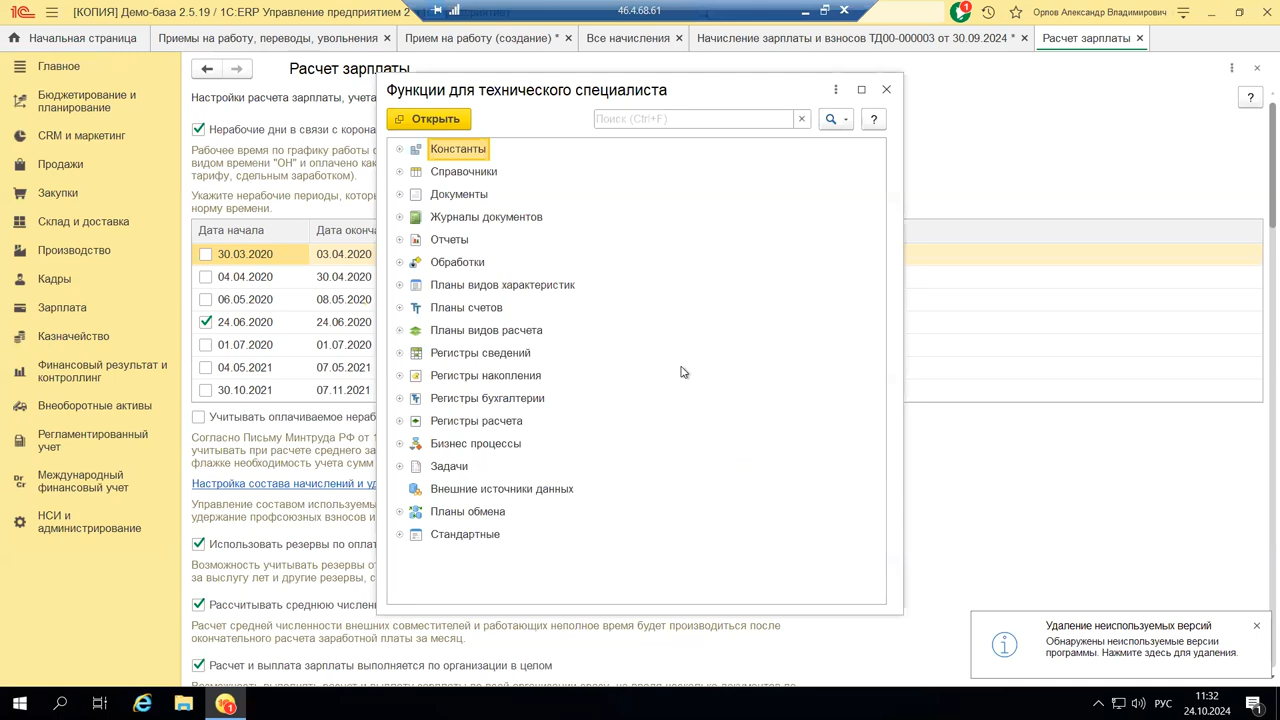 [КОПИЯ] Демо-база 2.5.19 / 1С:ERP Управление предприятием 2
46.4.68.61
Орлов Александр Владимирович
Начальная страница
Приемы на работу, переводы, увольнения
Прием на работу (создание) *
Все начисления
Начисление зарплаты и взносов ТД00-000003 от 30.09.2024 *
Расчет зарплаты
Главное
Бюджетирование и
планирование
CRM и маркетинг
Продажи
Закупки
Склад и доставка
Производство
Кадры
Зарплата
Казначейство
Финансовый результат и
контроллинг
Внеоборотные активы
Регламентированный
учет
Международный
финансовый учет
НСИ и
администрирование
Расчет зарплаты
Настройки расчета зарплаты, учета
?
Нерабочие дни в связи с корона
Рабочее время по графику работы с
видом времени "ОН" и оплачено как
тарифу, сдельным заработком).
Укажите нерабочие периоды, которы
норму времени.
Дата начала Дата оконч
30.03.2020 03.04.2020
04.04.2020 30.04.2020
06.05.2020 08.05.2020
24.06.2020 24.06.2020
01.07.2020 01.07.2020
04.05.2021 07.05.2021
30.10.2021 07.11.2021
Учитывать оплачиваемое нераб
Согласно Письму Минтруда РФ от 1
учитывать при расчете среднего за
флажке необходимость учета сумм
Настройка состава начислений и уд
Управление составом используемы
удержание профсоюзных взносов и
Использовать резервы по оплат
Возможность учитывать резервы от
за выслугу лет и другие резервы, с
Рассчитывать среднюю числен
Расчет средней численности внешних совместителей и работающих неполное время будет производиться после
окончательного расчета заработной платы за месяц.
Расчет и выплата зарплаты выполняется по организации в целом
Функции для технического специалиста
Открыть
Поиск (Ctrl+F)
?
Константы
Справочники
Документы
Журналы документов
Отчеты
Обработки
Планы видов характеристик
Планы счетов
Планы видов расчета
Регистры сведений
Регистры накопления
Регистры бухгалтерии
Регистры расчета
Бизнес процессы
Задачи
Внешние источники данных
Планы обмена
Стандартные
Удаление неиспользуемых версий
Обнаружены неиспользуемые версии
программы. Нажмите здесь для удаления.
РУС
11:32
24.10.2024